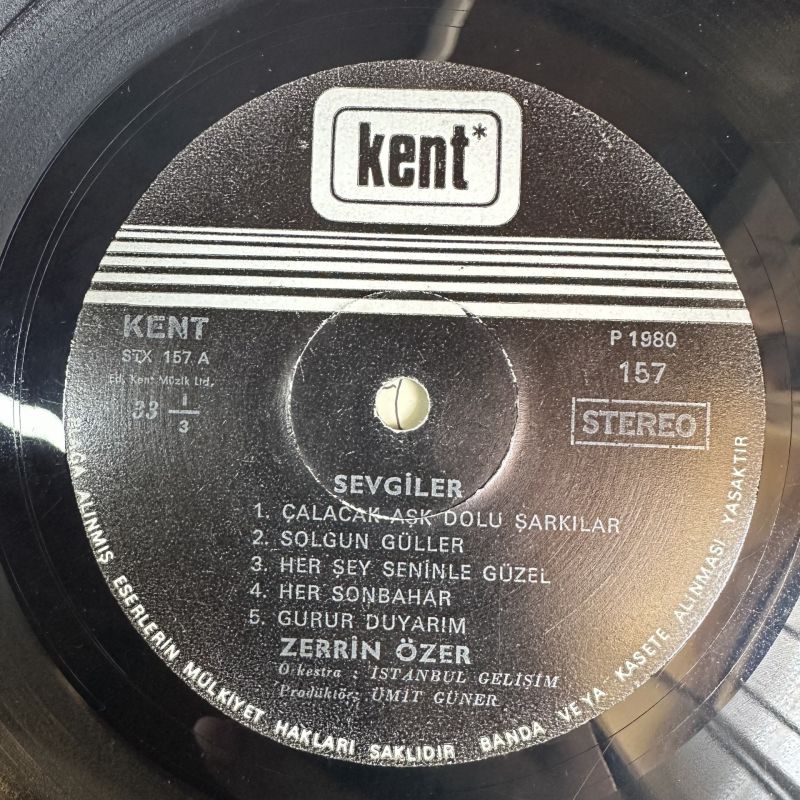 kent*
KENT
STX 157 A
Ed. Kent Müzik Ltd.
33 1/3
P 1980
157
STEREO
SEVGİLER
1. ÇALACAK AŞK DOLU ŞARKILAR
2. SOLGUN GÜLLER
3. HER ŞEY SENİNLE GÜZEL
4. HER SONBAHAR
5. GURUR DUYARIM
ZERRİN ÖZER
Orkestra : İSTANBUL GELİŞİM
Prodüktör: ÜMİT GÜNER
PLAĞA ALINMIŞ ESERLERİN MÜLKİYET HAKLARI SAKLIDIR BANDA VEYA KASETE ALINMASI YASAKTIR